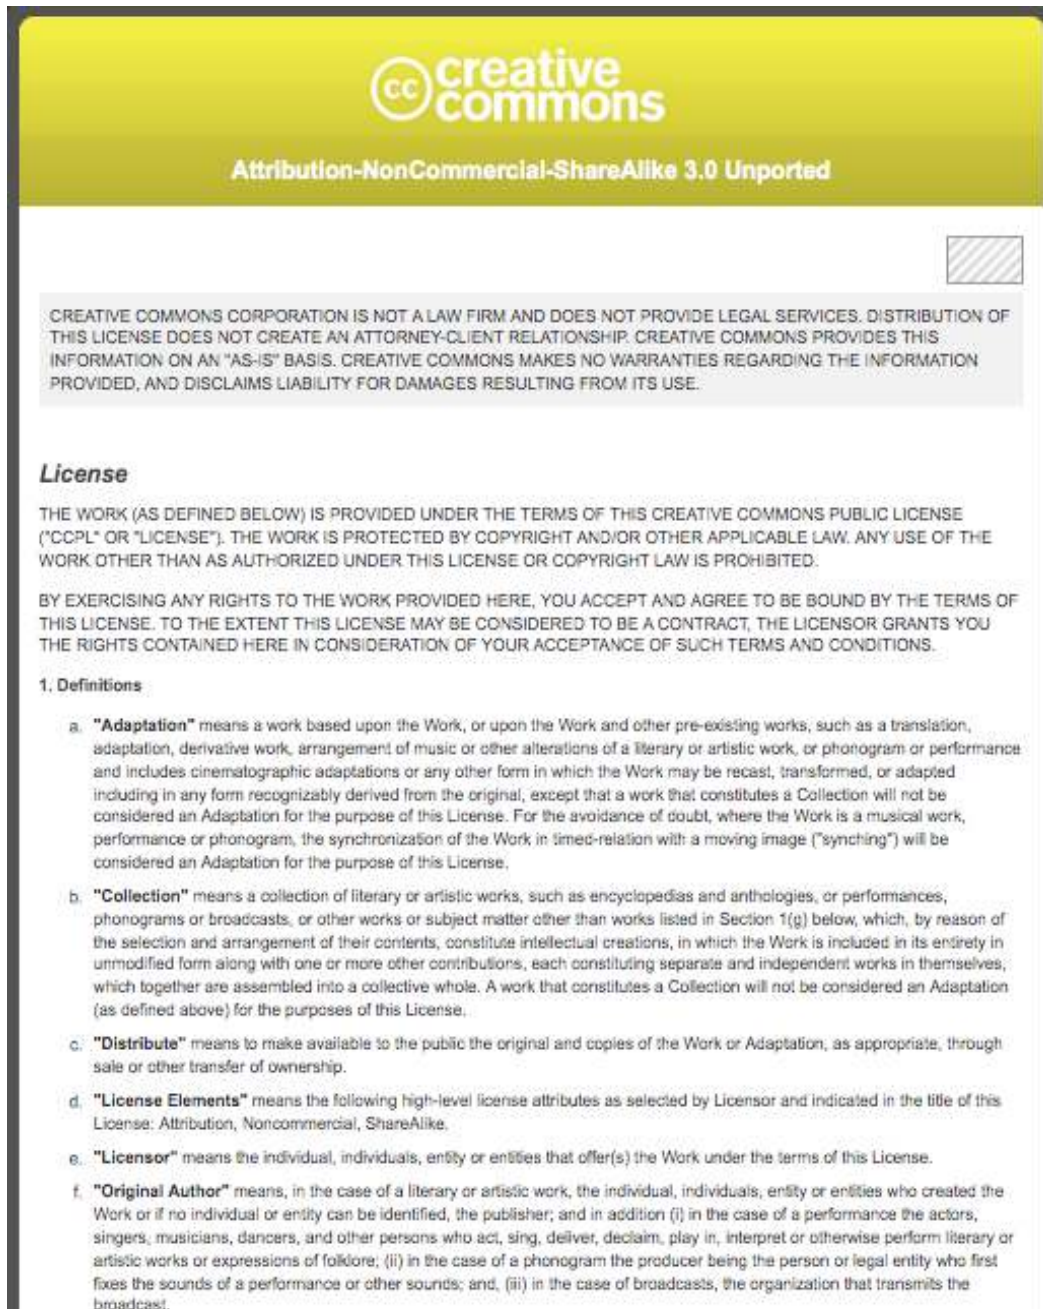 cc creative
commons
Attribution-NonCommercial-ShareAlike 3.0 Unported
CREATIVE COMMONS CORPORATION IS NOT A LAW FIRM AND DOES NOT PROVIDE LEGAL SERVICES. DISTRIBUTION OF
THIS LICENSE DOES NOT CREATE AN ATTORNEY-CLIENT RELATIONSHIP. CREATIVE COMMONS PROVIDES THIS
INFORMATION ON AN "AS-IS" BASIS. CREATIVE COMMONS MAKES NO WARRANTIES REGARDING THE INFORMATION
PROVIDED, AND DISCLAIMS LIABILITY FOR DAMAGES RESULTING FROM ITS USE.
License
THE WORK (AS DEFINED BELOW) IS PROVIDED UNDER THE TERMS OF THIS CREATIVE COMMONS PUBLIC LICENSE
("CCPL" OR "LICENSE"). THE WORK IS PROTECTED BY COPYRIGHT AND/OR OTHER APPLICABLE LAW. ANY USE OF THE
WORK OTHER THAN AS AUTHORIZED UNDER THIS LICENSE OR COPYRIGHT LAW IS PROHIBITED.
BY EXERCISING ANY RIGHTS TO THE WORK PROVIDED HERE, YOU ACCEPT AND AGREE TO BE BOUND BY THE TERMS OF
THIS LICENSE. TO THE EXTENT THIS LICENSE MAY BE CONSIDERED TO BE A CONTRACT, THE LICENSOR GRANTS YOU
THE RIGHTS CONTAINED HERE IN CONSIDERATION OF YOUR ACCEPTANCE OF SUCH TERMS AND CONDITIONS.
1. Definitions
a. "Adaptation" means a work based upon the Work, or upon the Work and other pre-existing works, such as a translation,
adaptation, derivative work, arrangement of music or other alterations of a literary or artistic work, or phonogram or performance
and includes cinematographic adaptations or any other form in which the Work may be recast, transformed, or adapted
including in any form recognizably derived from the original, except that a work that constitutes a Collection will not be
considered an Adaptation for the purpose of this License. For the avoidance of doubt, where the Work is a musical work,
performance or phonogram, the synchronization of the Work in timed-relation with a moving image ("synching") will be
considered an Adaptation for the purpose of this License.
b. "Collection" means a collection of literary or artistic works, such as encyclopedias and anthologies, or performances,
phonograms or broadcasts, or other works or subject matter other than works listed in Section 1(g) below, which, by reason of
the selection and arrangement of their contents, constitute intellectual creations, in which the Work is included in its entirety in
unmodified form along with one or more other contributions, each constituting separate and independent works in themselves,
which together are assembled into a collective whole. A work that constitutes a Collection will not be considered an Adaptation
(as defined above) for the purposes of this License.
c. "Distribute" means to make available to the public the original and copies of the Work or Adaptation, as appropriate, through
sale or other transfer of ownership.
d. "License Elements" means the following high-level license attributes as selected by Licensor and indicated in the title of this
License: Attribution, Noncommercial, ShareAlike.
e. "Licensor" means the individual, individuals, entity or entities that offer(s) the Work under the terms of this License.
f. "Original Author" means, in the case of a literary or artistic work, the individual, individuals, entity or entities who created the
Work or if no individual or entity can be identified, the publisher; and in addition (i) in the case of a performance the actors,
singers, musicians, dancers, and other persons who act, sing, deliver, declaim, play in, interpret or otherwise perform literary or
artistic works or expressions of folklore; (ii) in the case of a phonogram the producer being the person or legal entity who first
fixes the sounds of a performance or other sounds; and, (iii) in the case of broadcasts, the organization that transmits the
broadcast.